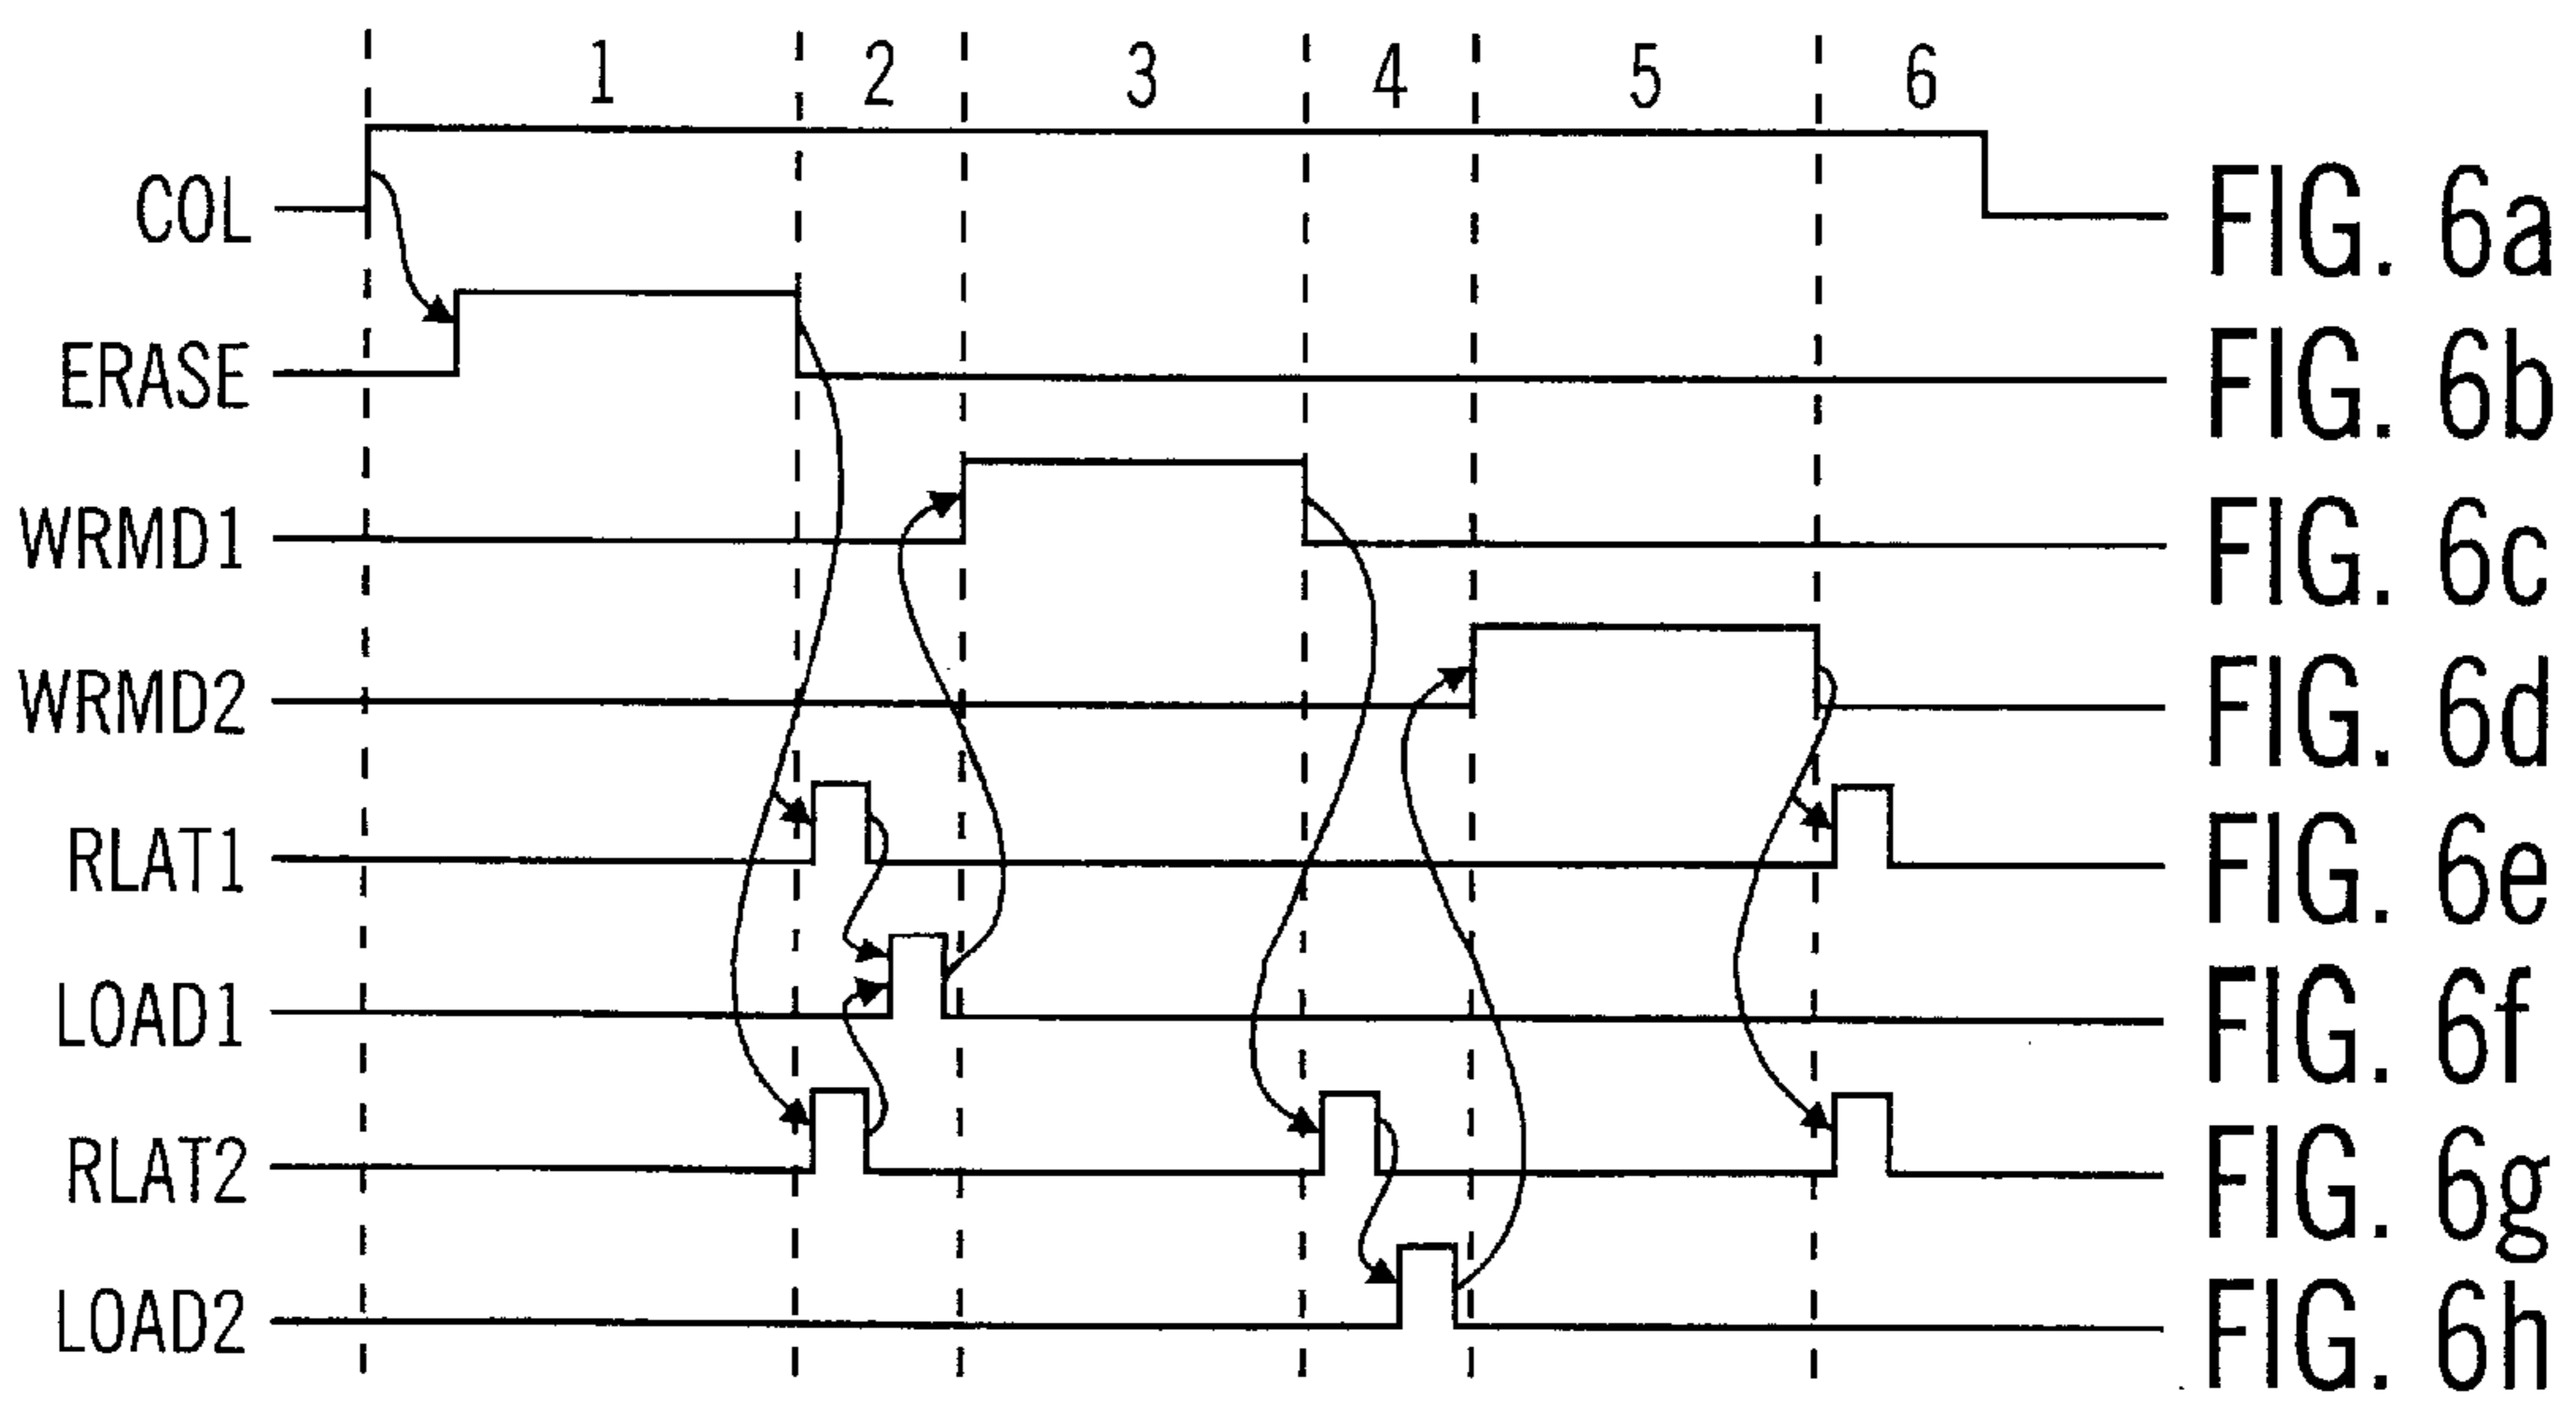 1 2 3 4 5 6
COL FIG. 6a
ERASE FIG. 6b
WRMD1 FIG. 6c
WRMD2 FIG. 6d
RLAT1 FIG. 6e
LOAD1 FIG. 6f
RLAT2 FIG. 6g
LOAD2 FIG. 6h